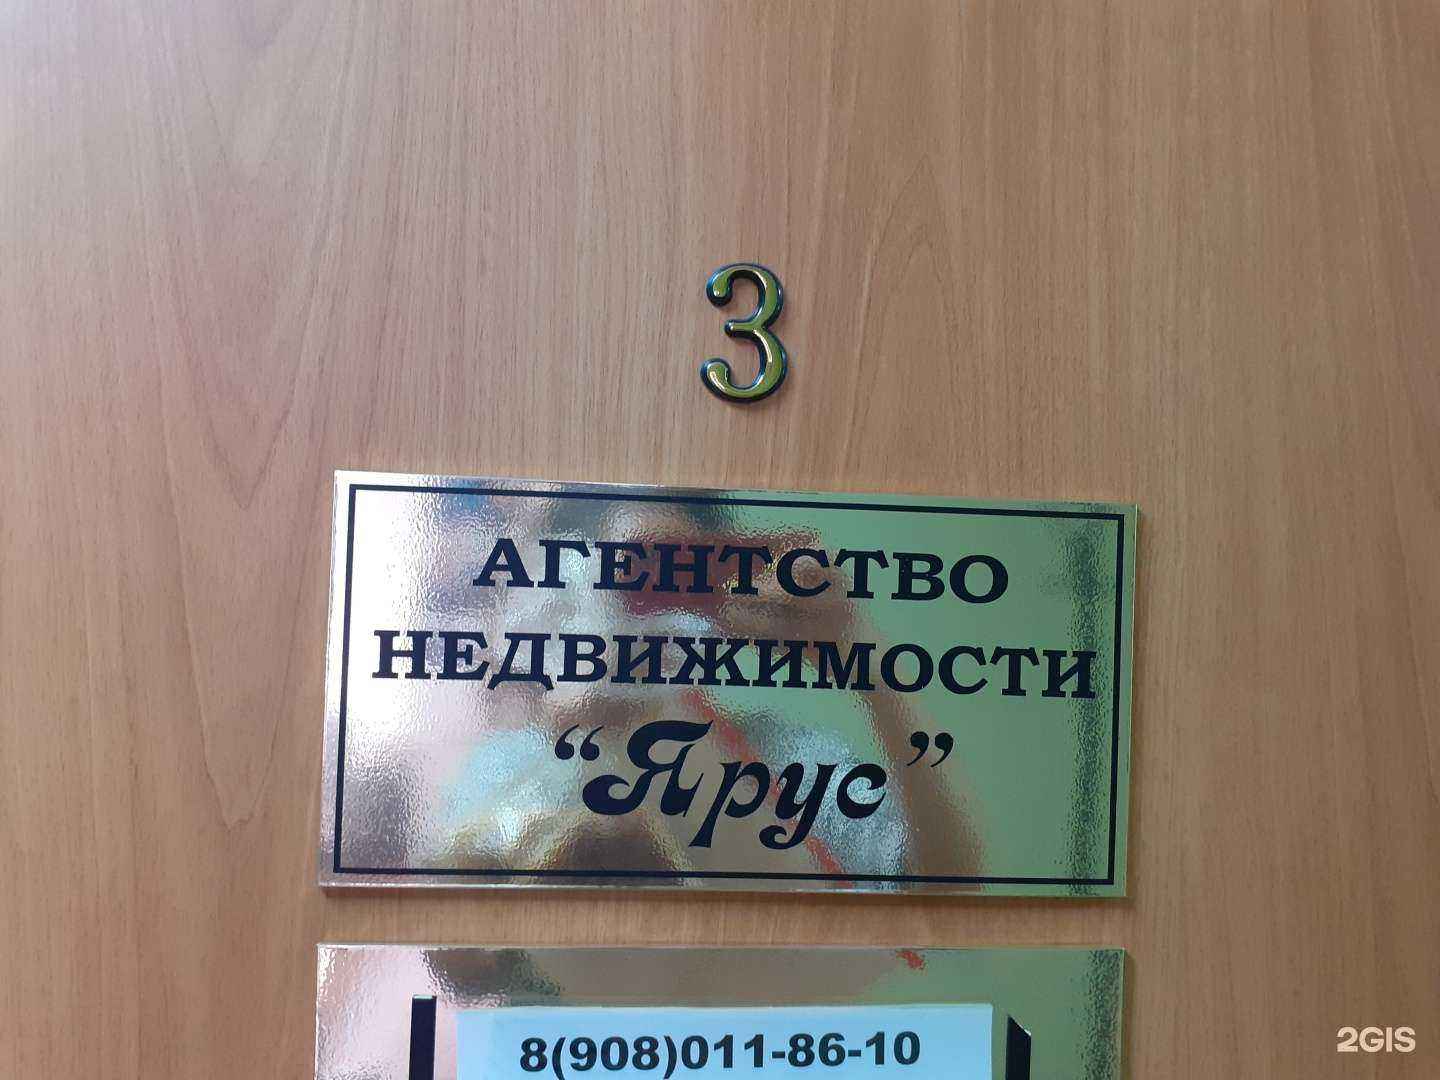 3
АГЕНТСТВО
НЕДВИЖИМОСТИ
“Ярус”
8(908)011-86-10
2GIS